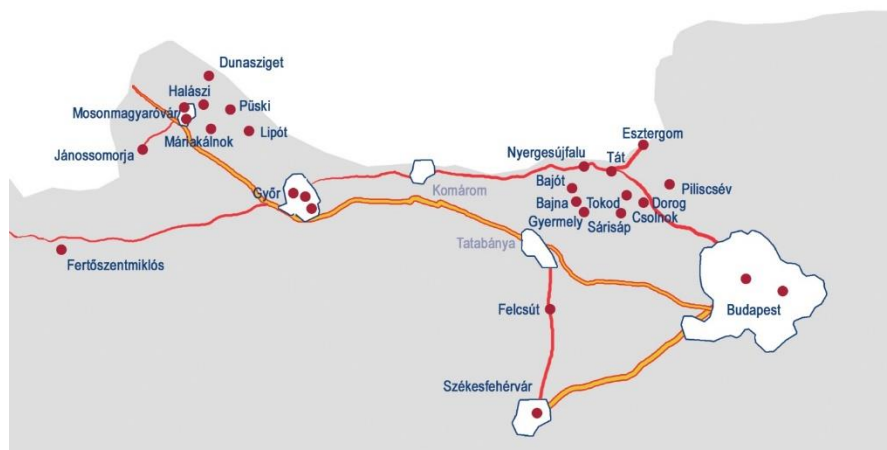 Dunasziget
Halászi
Mosonmagyaróvár
Püski
Máriakálnok
Lipót
Jánossomorja
Esztergom
Nyergesújfalu
Tát
Győr
Komárom
Bajót
Piliscsév
Bajna
Tokod
Dorog
Gyermely
Csolnok
Sárisáp
Tatabánya
Fertőszentmiklós
Felcsút
Budapest
Székesfehérvár